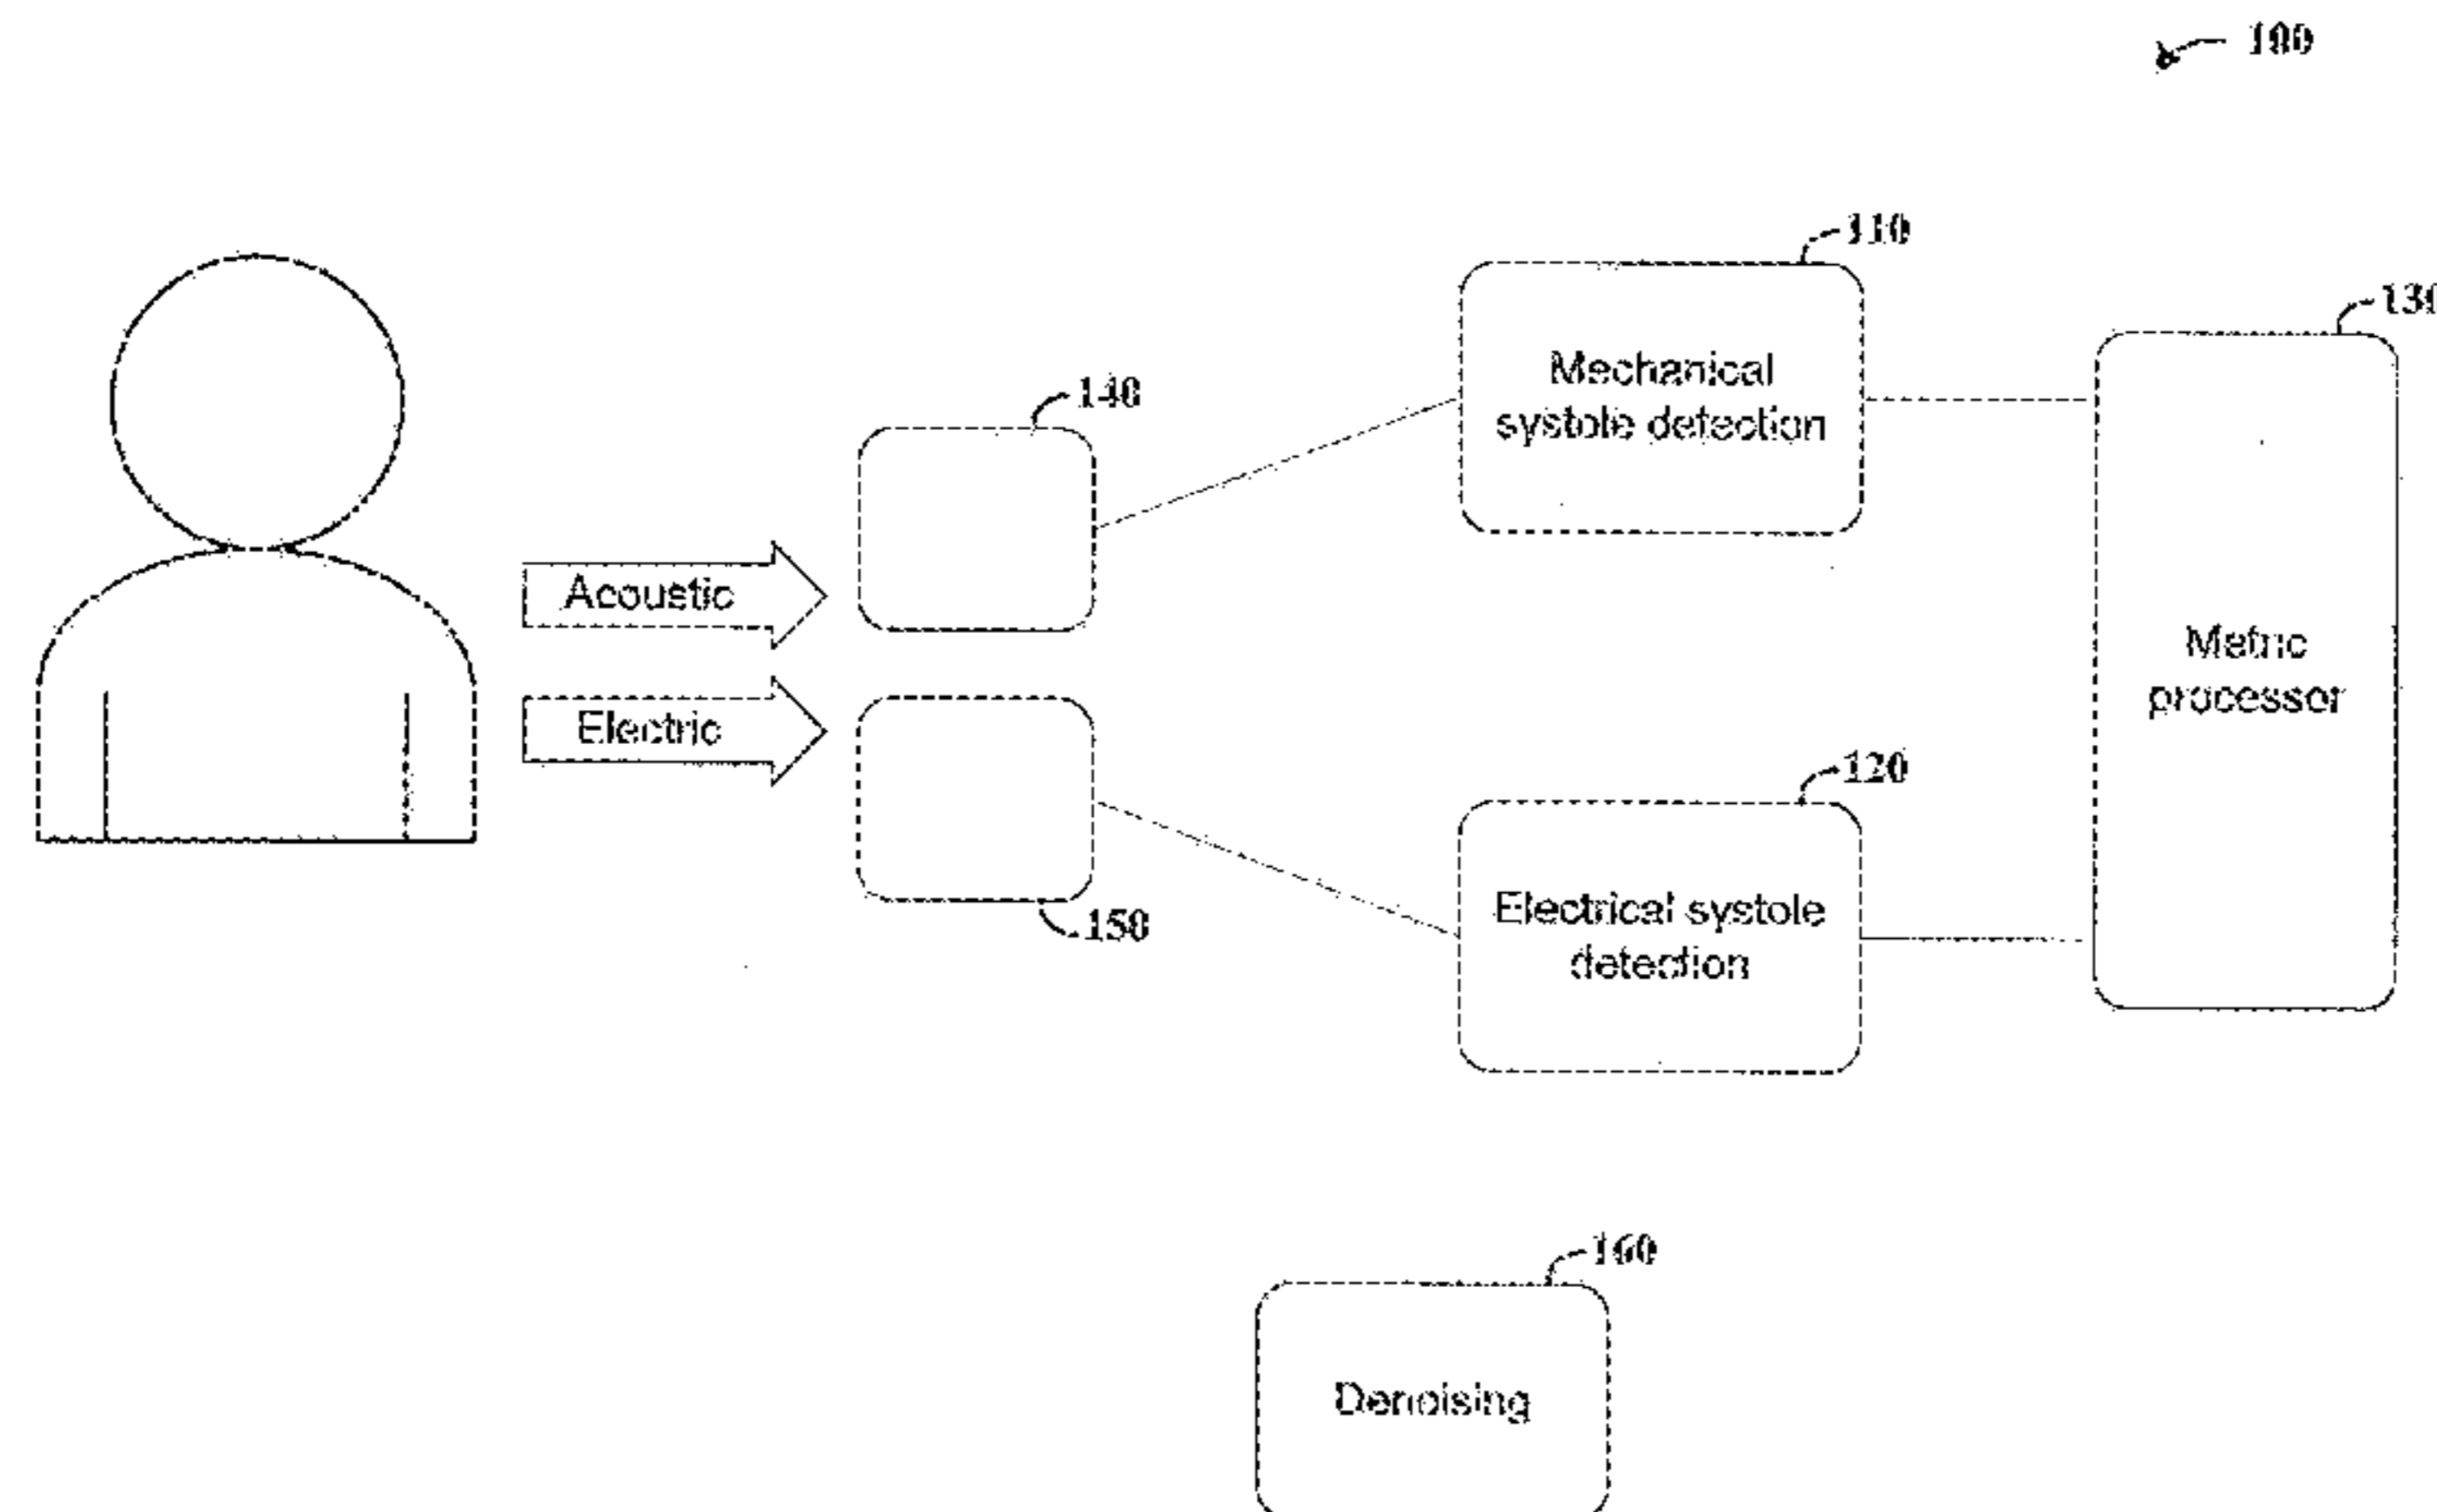 100
110
130
Mechanical
systole detection
140
Acoustic
Metric
processor
Electric
120
150
Electrical systole
detection
160
Denoising